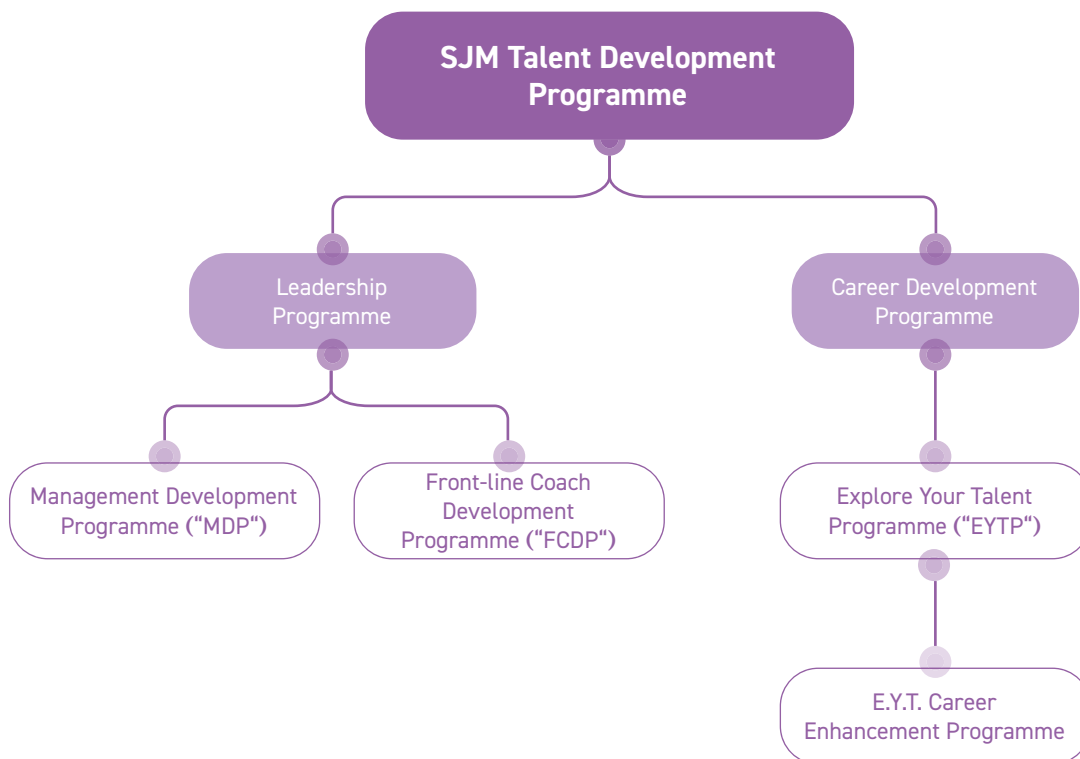 SJM Talent Development
Programme
Leadership
Programme
Career Development
Programme
Management Development
Programme (“MDP“)
Front-line Coach
Development
Programme (“FCDP“)
Explore Your Talent
Programme (“EYTP“)
E.Y.T. Career
Enhancement Programme